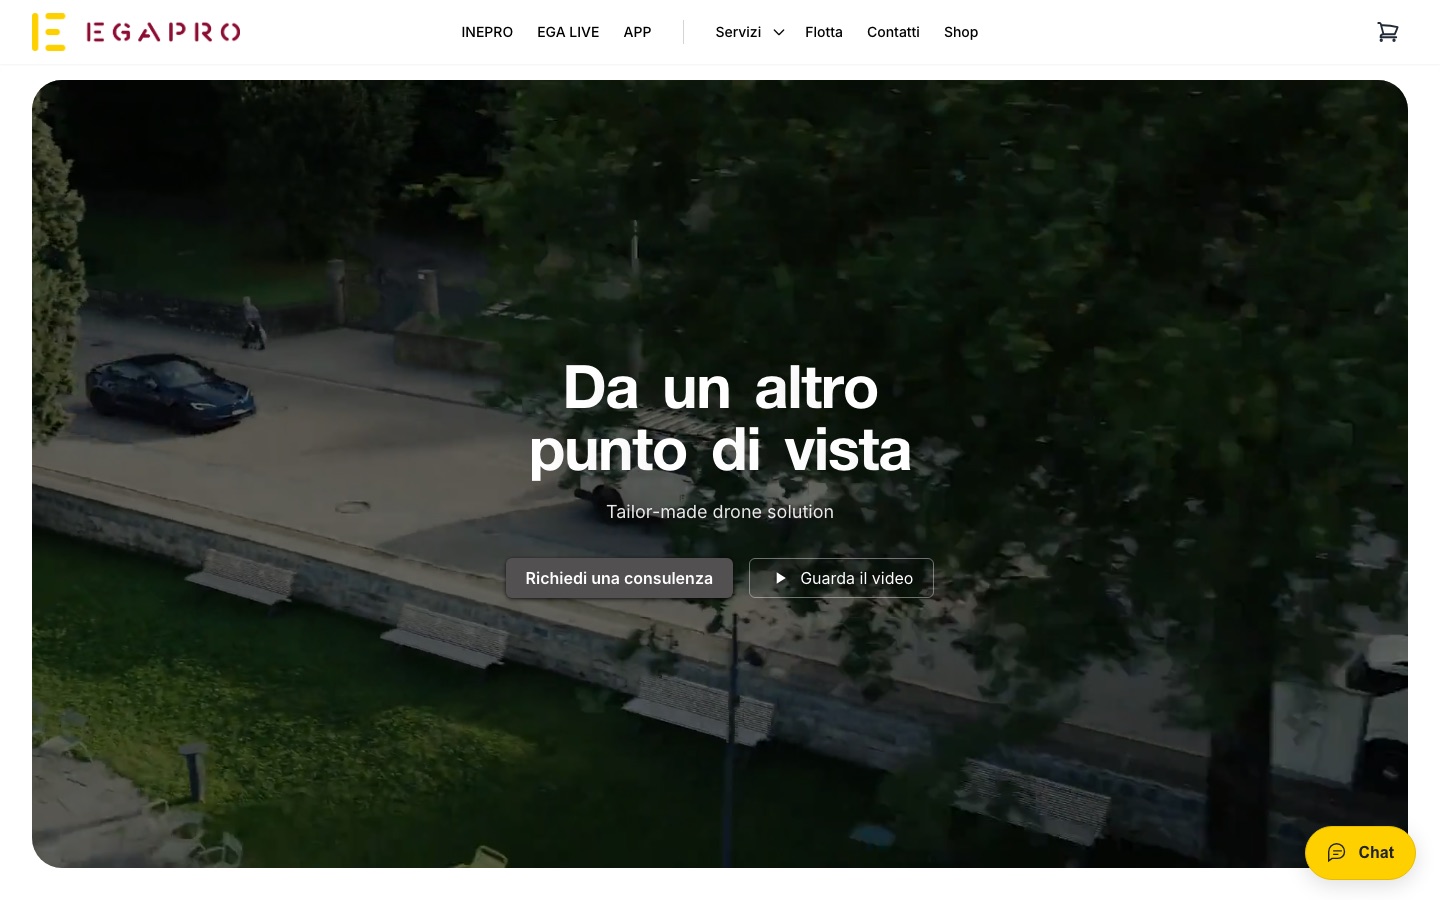 EGAPRO
INEPRO
EGA LIVE
APP
Servizi
Flotta
Contatti
Shop
Da un altro
punto di vista
Tailor-made drone solution
Richiedi una consulenza
Guarda il video
Chat